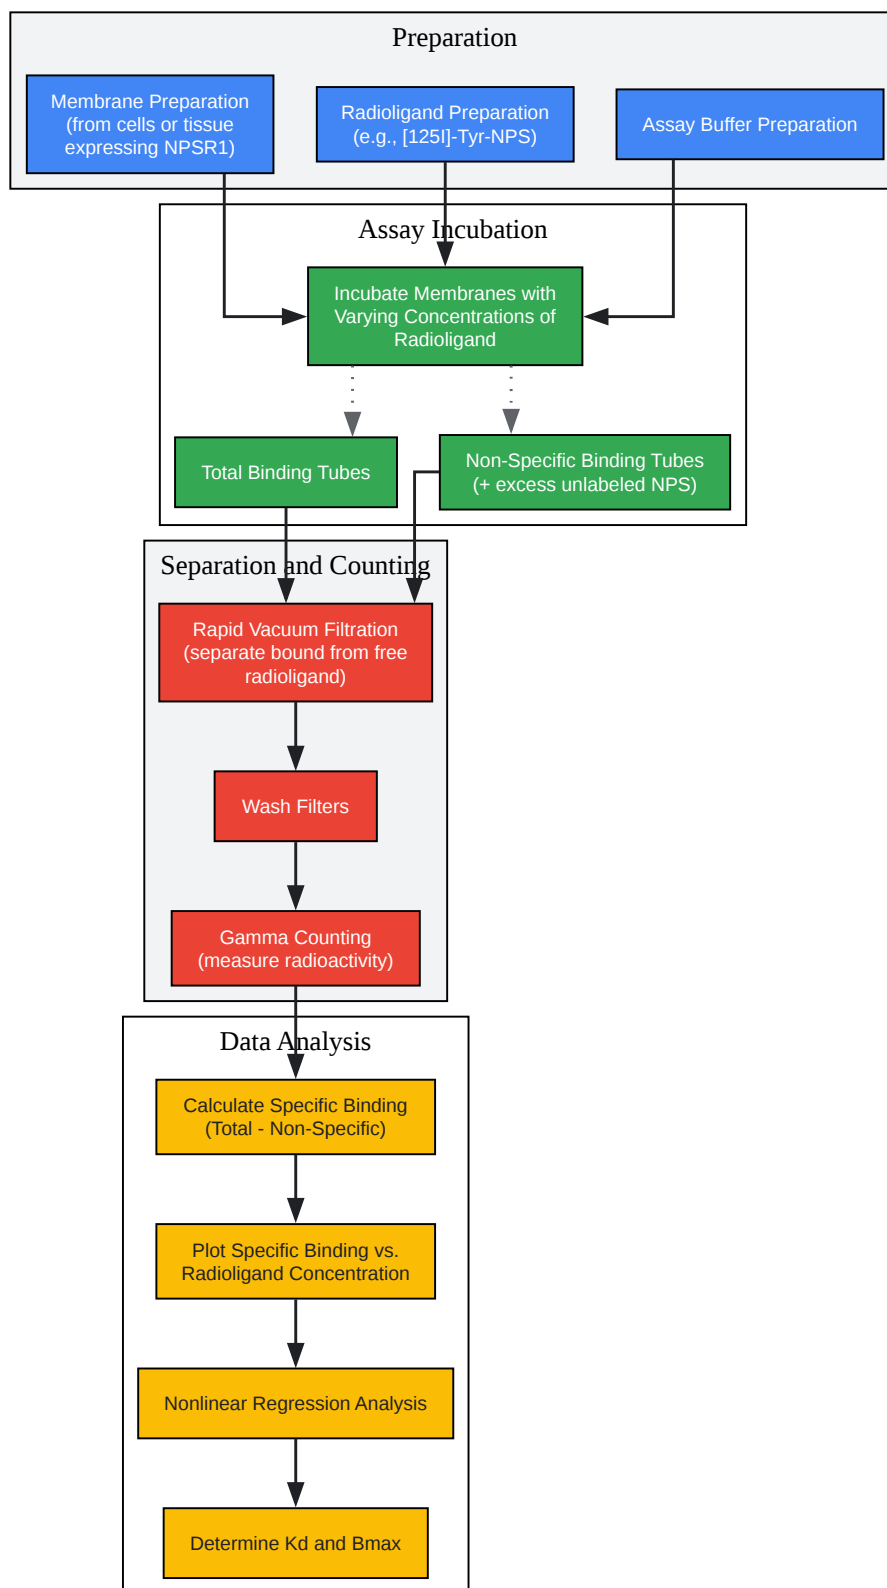 Preparation
Membrane Preparation
(from cells or tissue
expressing NPSR1)
Radioligand Preparation
(e.g., [125I]-Tyr-NPS)
Assay Buffer Preparation
Assay Incubation
Incubate Membranes with
Varying Concentrations of
Radioligand
Total Binding Tubes
Non-Specific Binding Tubes
(+ excess unlabeled NPS)
Separation and Counting
Rapid Vacuum Filtration
(separate bound from free
radioligand)
Wash Filters
Gamma Counting
(measure radioactivity)
Data Analysis
Calculate Specific Binding
(Total - Non-Specific)
Plot Specific Binding vs.
Radioligand Concentration
Nonlinear Regression Analysis
Determine Kd and Bmax